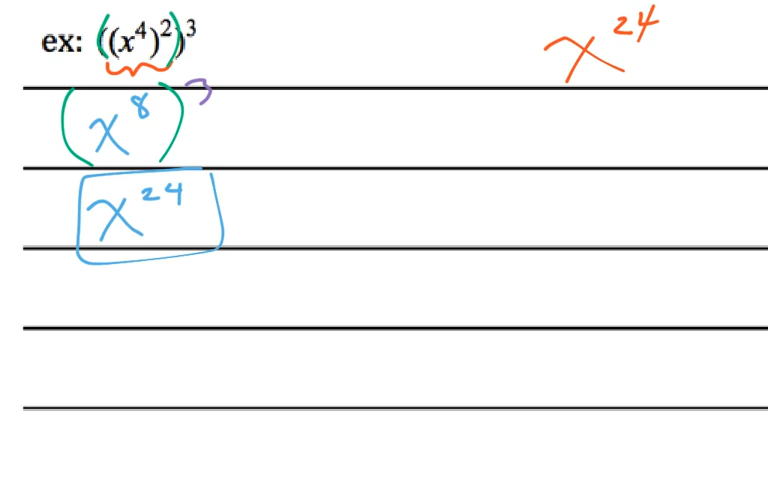 ex: ((x⁴)²)³
x²⁴
(x⁸)³
x²⁴